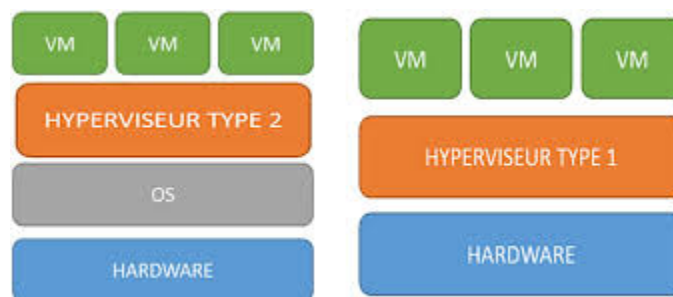 VM VM VM
HYPERVISEUR TYPE 2
OS
HARDWARE
VM VM VM
HYPERVISEUR TYPE 1
HARDWARE